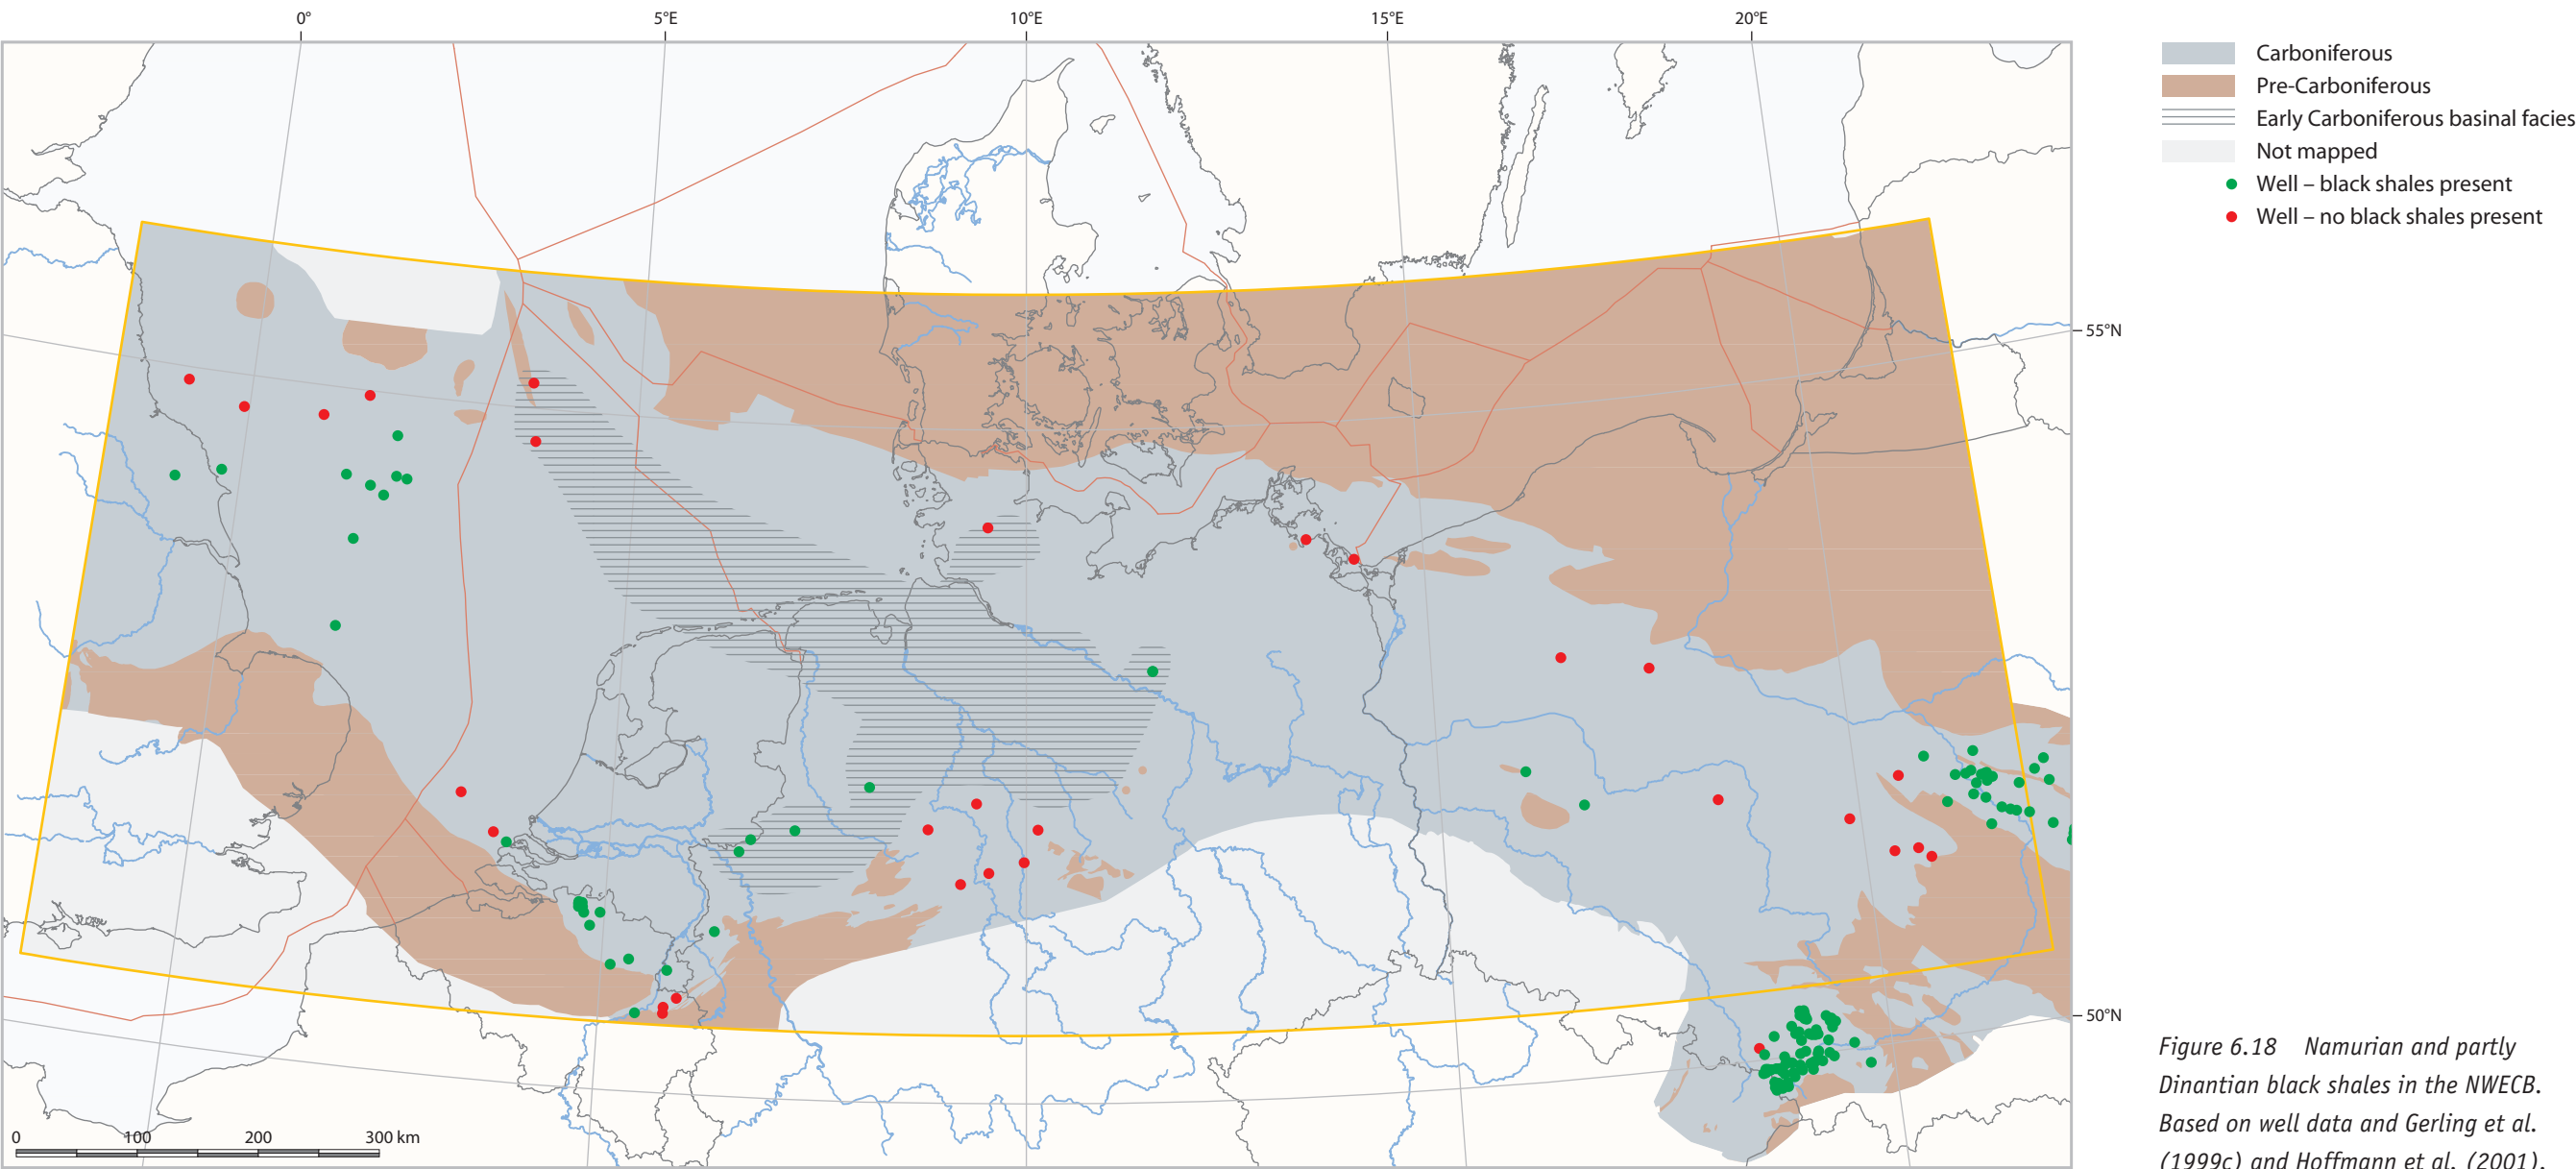 0°
5°E
10°E
15°E
20°E
Carboniferous
Pre-Carboniferous
Early Carboniferous basinal facies
Not mapped
Well – black shales present
Well – no black shales present
55°N
50°N
0 100 200 300 km
Figure 6.18 Namurian and partly
Dinantian black shales in the NWECB.
Based on well data and Gerling et al.
(1999c) and Hoffmann et al. (2001).